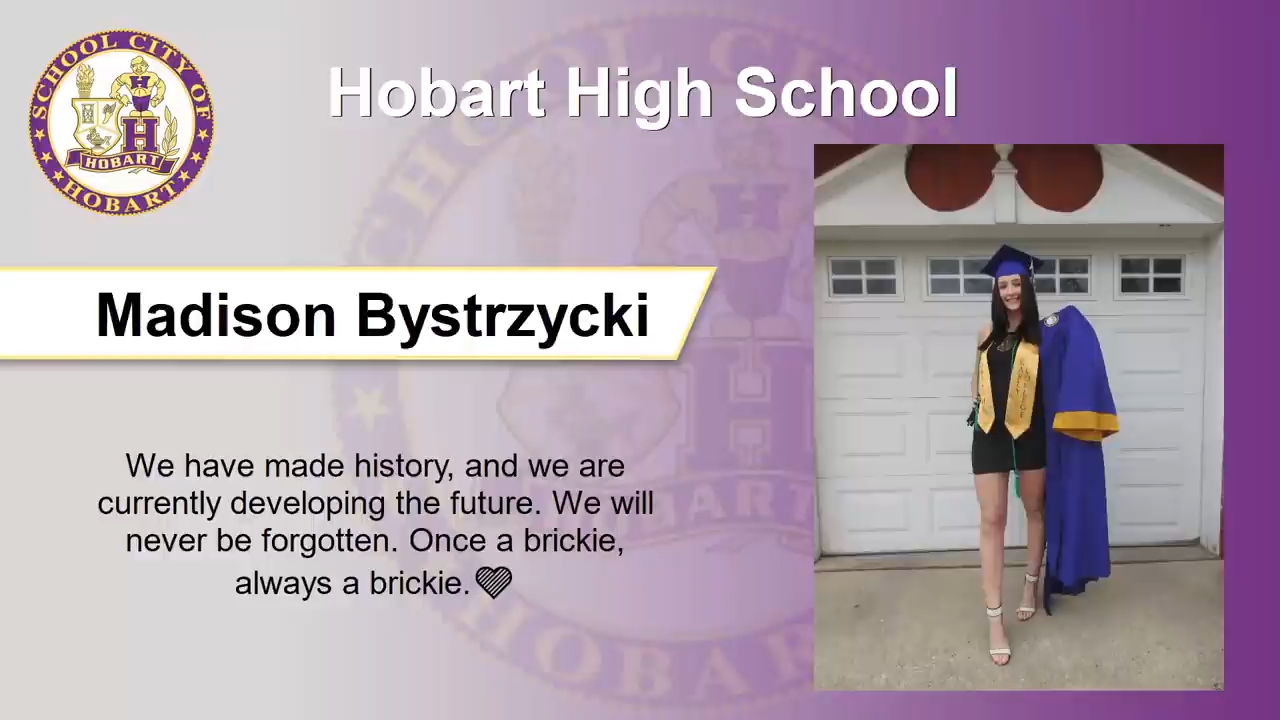 SCHOOL CITY OF
HOBART
H
H
HOBART
Hobart High School
Madison Bystrzycki
We have made history, and we are
currently developing the future. We will
never be forgotten. Once a brickie,
always a brickie.